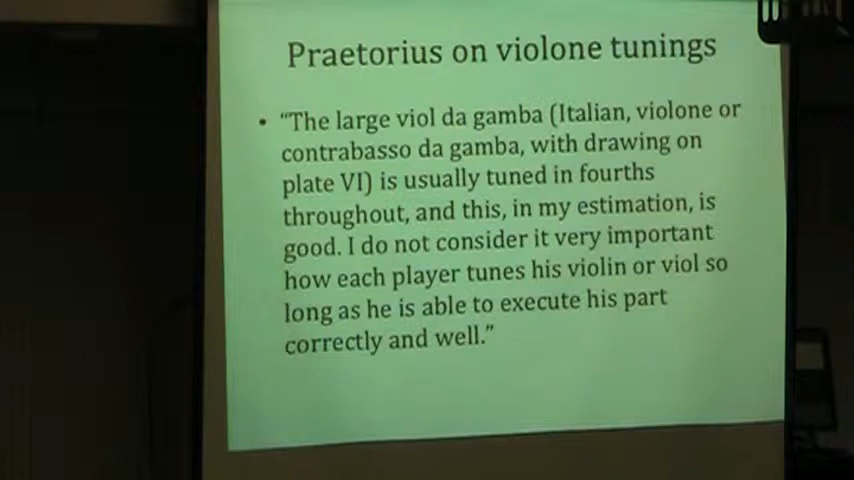 Praetorius on violone tunings
• “The large viol da gamba (Italian, violone or
contrabasso da gamba, with drawing on
plate VI) is usually tuned in fourths
throughout, and this, in my estimation, is
good. I do not consider it very important
how each player tunes his violin or viol so
long as he is able to execute his part
correctly and well.”